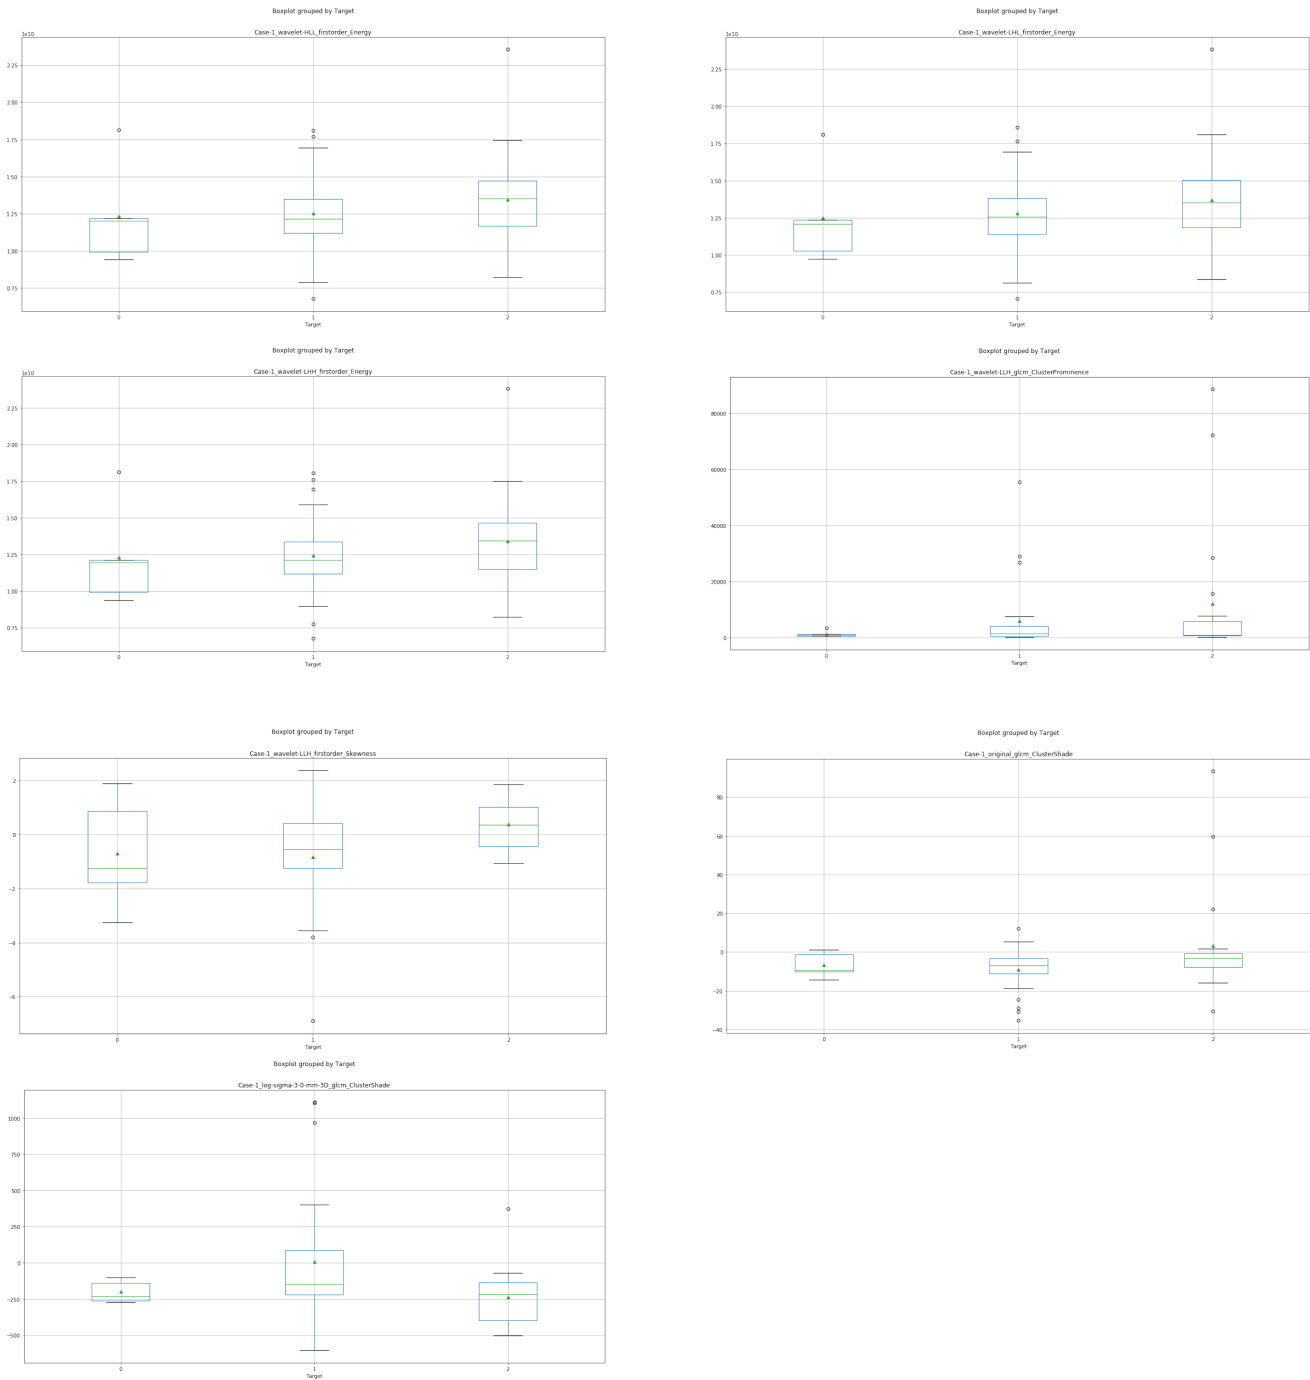 Boxplot grouped by Target
Case-1_wavelet-HLL_firstorder_Energy
1e10
2.25
2.00
1.75
1.50
1.25
1.00
0.75
0
1
2
Target
Boxplot grouped by Target
Case-1_wavelet-LHL_firstorder_Energy
1e10
2.25
2.00
1.75
1.50
1.25
1.00
0.75
0
1
2
Target
Boxplot grouped by Target
Case-1_wavelet-LHH_firstorder_Energy
1e10
2.25
2.00
1.75
1.50
1.25
1.00
0.75
0
1
2
Target
Boxplot grouped by Target
Case-1_wavelet-LLH_glcm_ClusterProminence
80000
60000
40000
20000
0
0
1
2
Target
Boxplot grouped by Target
Case-1_wavelet-LLH_firstorder_Skewness
2
0
−2
−4
−6
0
1
2
Target
Boxplot grouped by Target
Case-1_original_glcm_ClusterShade
80
60
40
20
0
−20
−40
0
1
2
Target
Boxplot grouped by Target
Case-1_log-sigma-3-0-mm-3D_glcm_ClusterShade
1000
750
500
250
0
−250
−500
0
1
2
Target